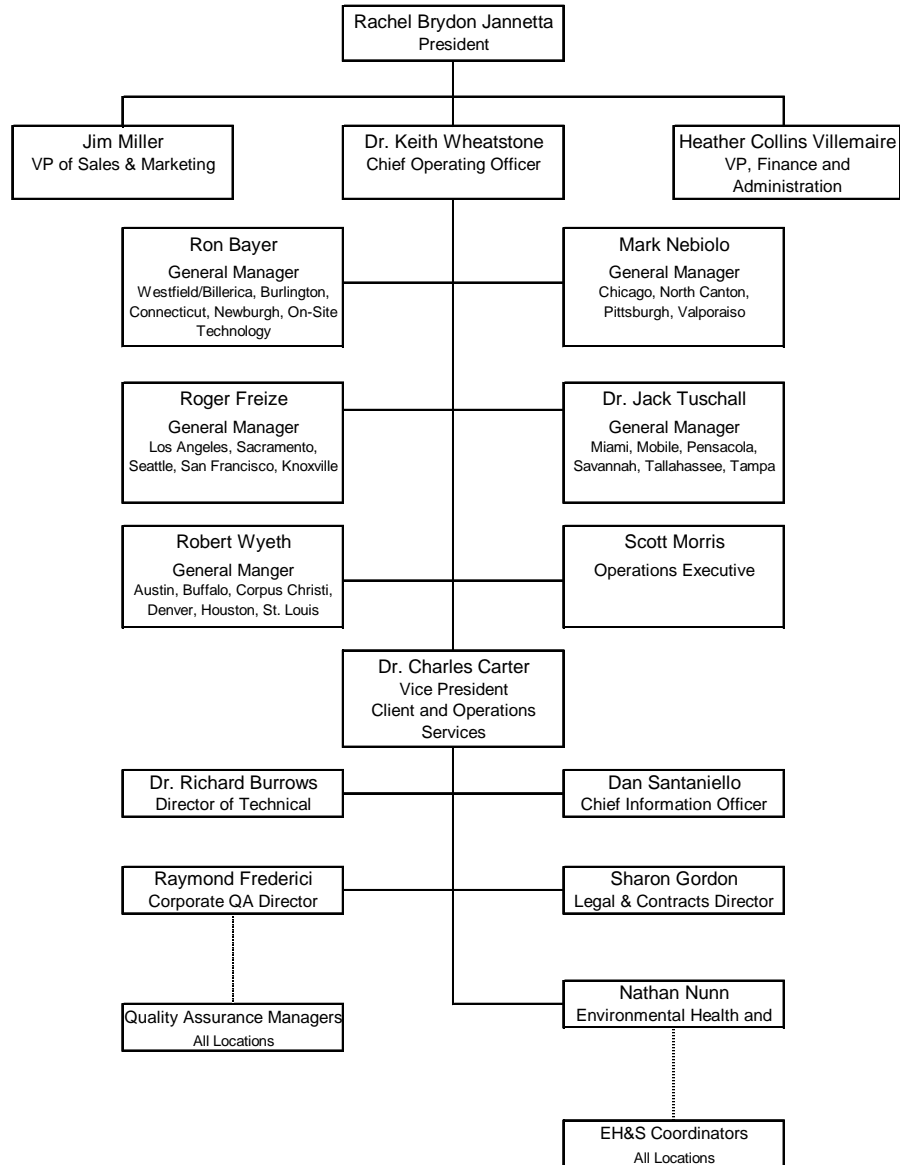 Rachel Brydon Jannetta
President
Jim Miller
VP of Sales & Marketing
Dr. Keith Wheatstone
Chief Operating Officer
Heather Collins Villemaire
VP, Finance and
Administration
Ron Bayer
General Manager
Westfield/Billerica, Burlington,
Connecticut, Newburgh, On-Site
Technology
Mark Nebiolo
General Manager
Chicago, North Canton,
Pittsburgh, Valporaiso
Roger Freize
General Manager
Los Angeles, Sacramento,
Seattle, San Francisco, Knoxville
Dr. Jack Tuschall
General Manager
Miami, Mobile, Pensacola,
Savannah, Tallahassee, Tampa
Robert Wyeth
General Manger
Austin, Buffalo, Corpus Christi,
Denver, Houston, St. Louis
Scott Morris
Operations Executive
Dr. Charles Carter
Vice President
Client and Operations
Services
Dr. Richard Burrows
Director of Technical
Dan Santaniello
Chief Information Officer
Raymond Frederici
Corporate QA Director
Sharon Gordon
Legal & Contracts Director
Quality Assurance Managers
All Locations
Nathan Nunn
Environmental Health and
EH&S Coordinators
All Locations